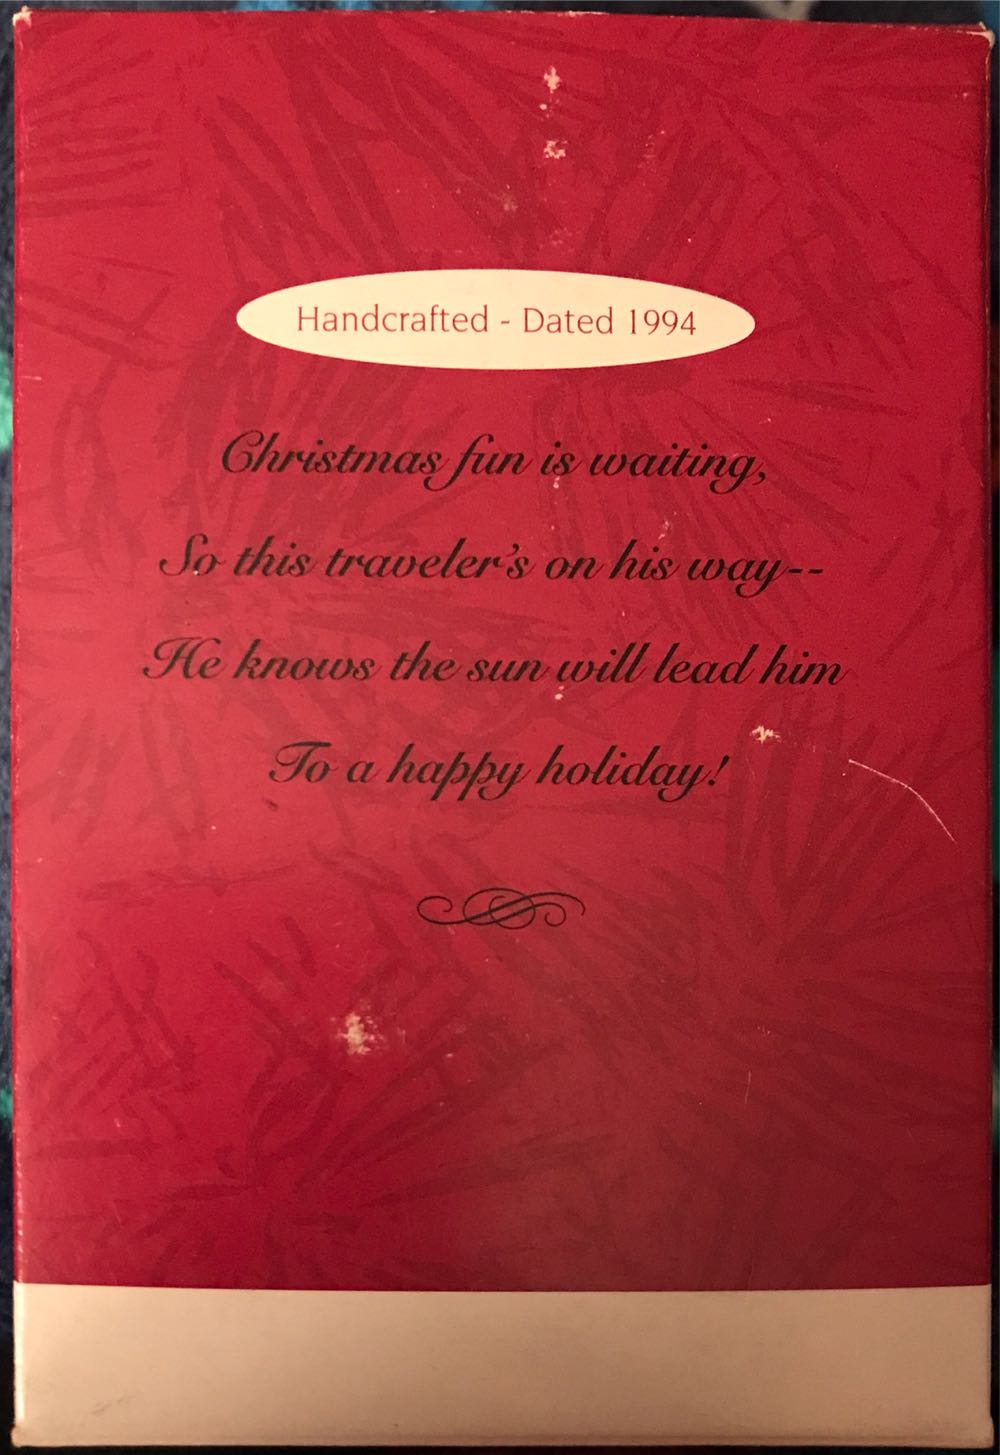 Handcrafted - Dated 1994
Christmas fun is waiting,
So this traveler's on his way--
He knows the sun will lead him
To a happy holiday!